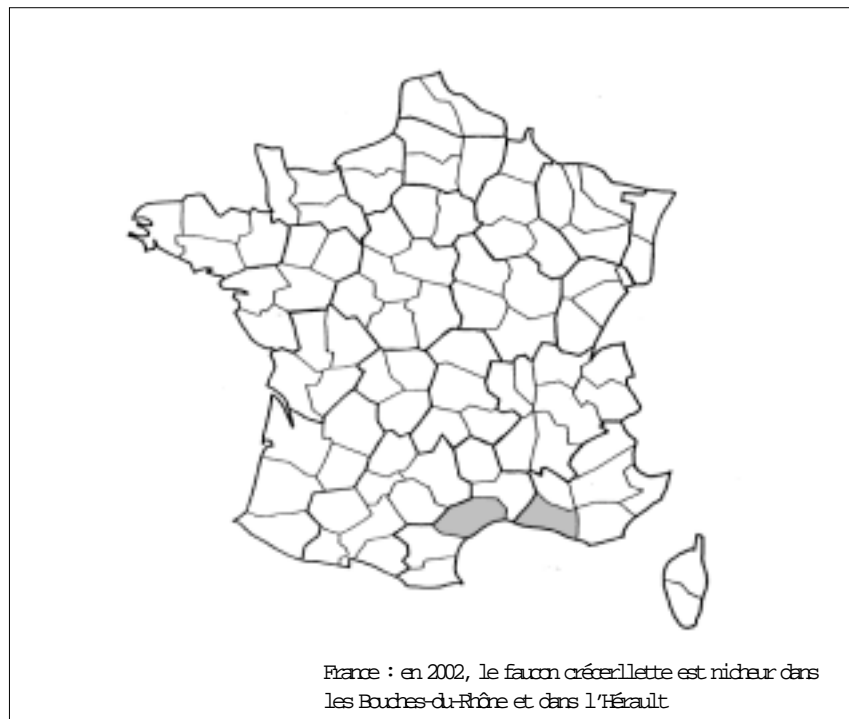 France : en 2002, le faucon crécerllette est nicheur dans
les Bouches-du-Rhône et dans l'Hérault